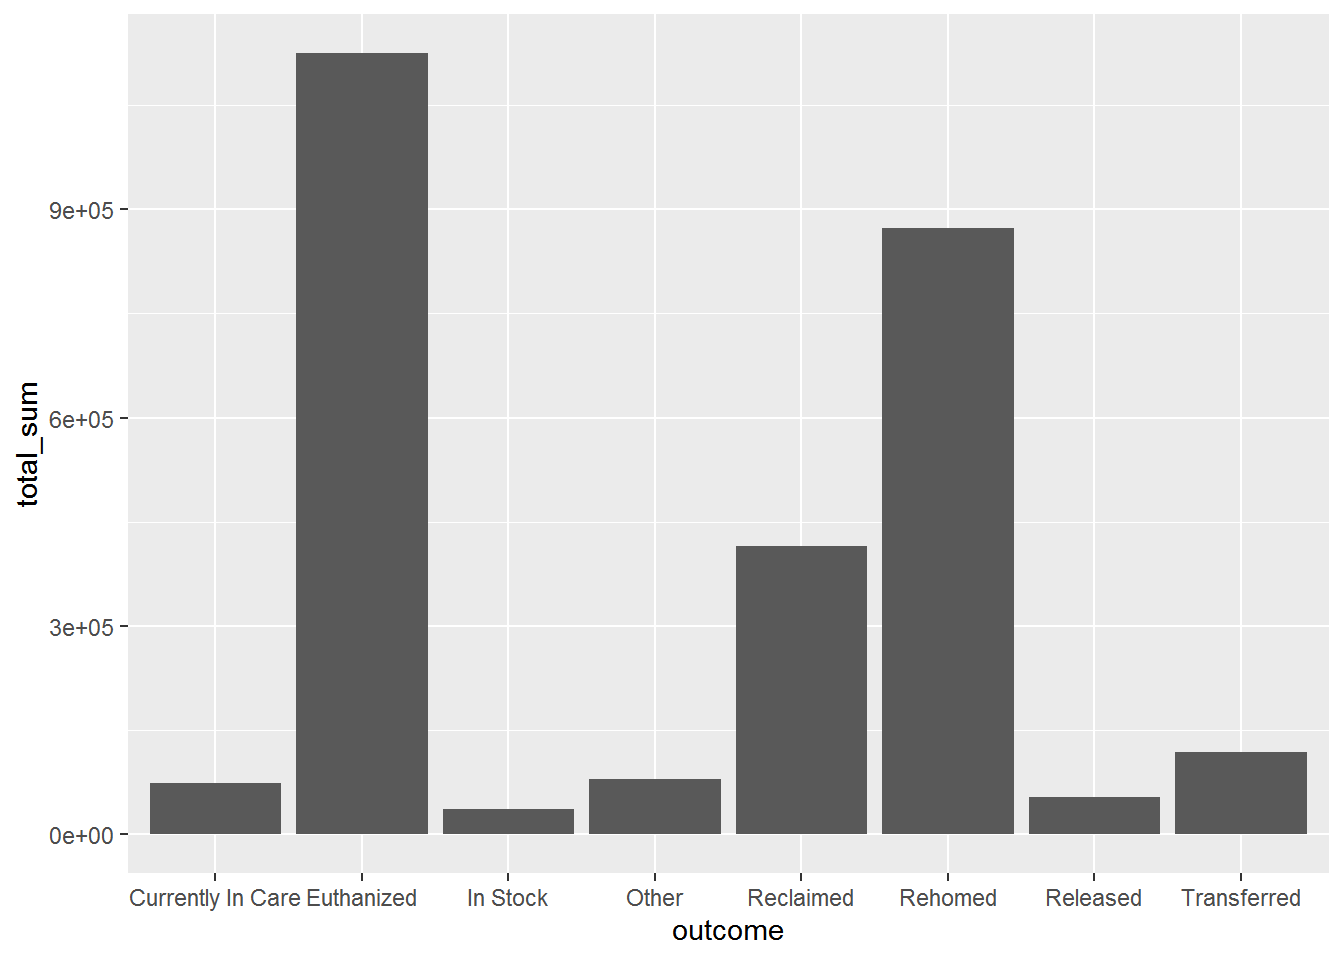 total_sum
9e+05
6e+05
3e+05
0e+00
Currently In Care Euthanized In Stock Other Reclaimed Rehomed Released Transferred
outcome